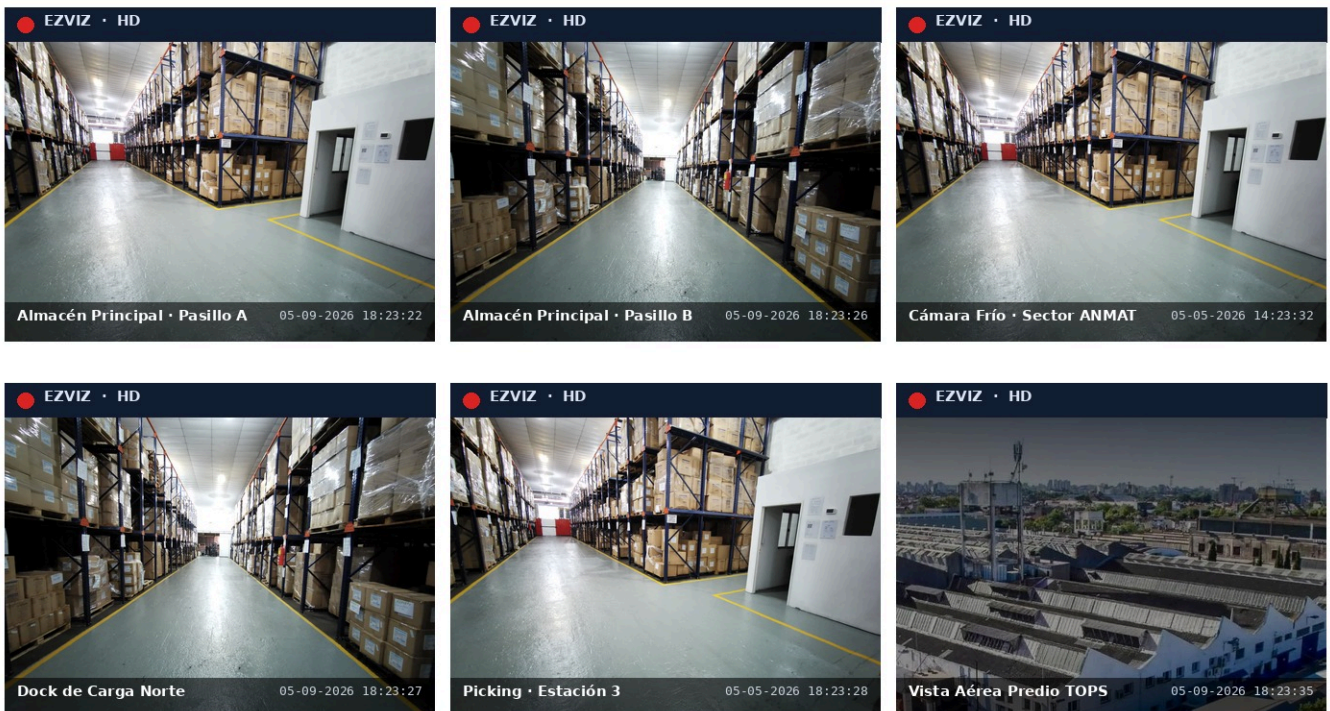 EZVIZ · HD
EZVIZ · HD
EZVIZ · HD
Almacén Principal · Pasillo A 05-09-2026 18:23:22
Almacén Principal · Pasillo B 05-09-2026 18:23:26
Cámara Frío · Sector ANMAT 05-05-2026 14:23:32
EZVIZ · HD
EZVIZ · HD
EZVIZ · HD
Dock de Carga Norte 05-09-2026 18:23:27
Picking · Estación 3 05-05-2026 18:23:28
Vista Aérea Predio TOPS 05-09-2026 18:23:35